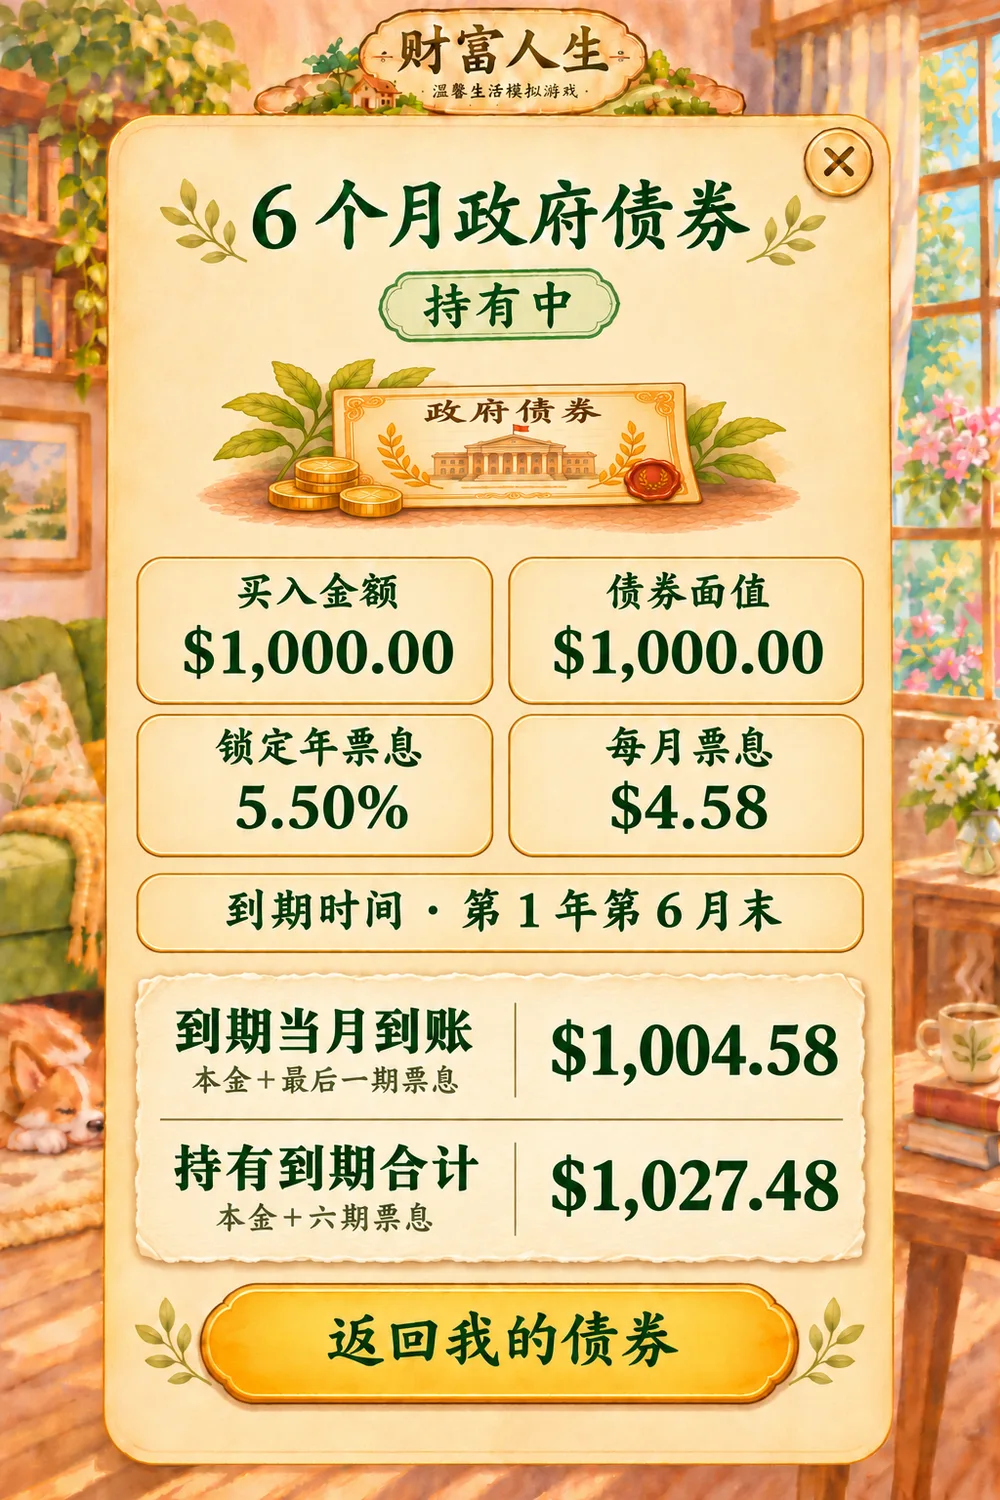 财富人生
·温馨生活模拟游戏·
6个月政府债券
持有中
政府债券
买入金额
$1,000.00
债券面值
$1,000.00
锁定年票息
5.50%
每月票息
$4.58
到期时间·第1年第6月末
到期当月到账
本金+最后一期票息
$1,004.58
持有到期合计
本金+六期票息
$1,027.48
返回我的债券